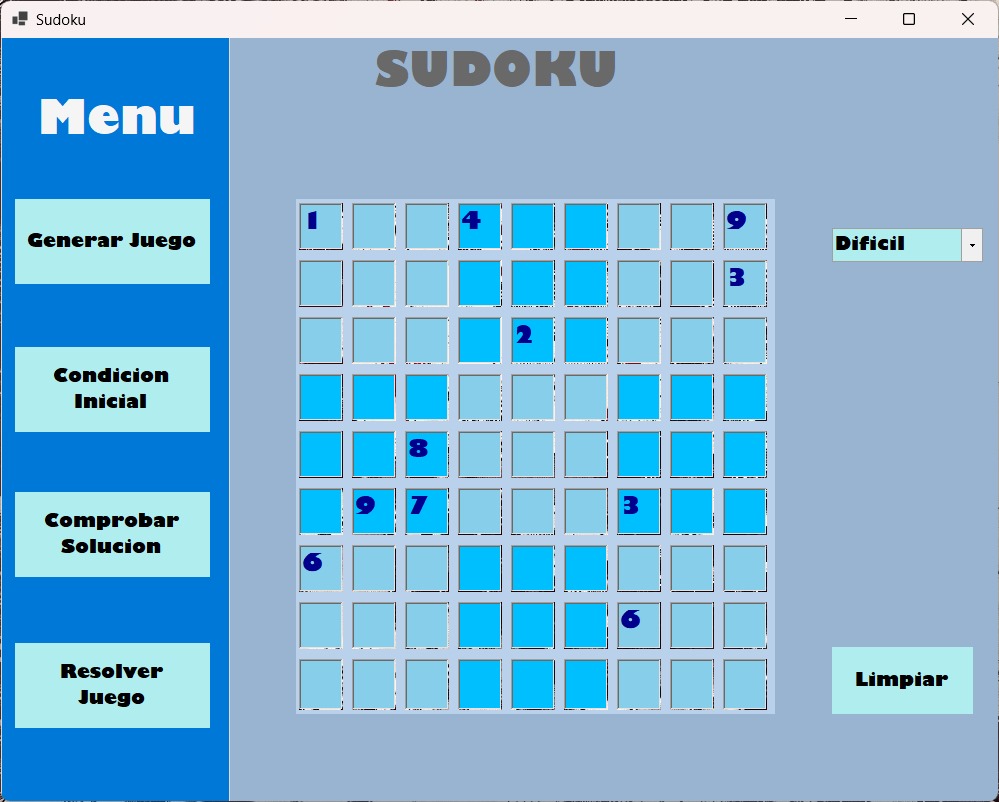 Sudoku
SUDOKU
Menu
Generar Juego
Condicion
Inicial
Comprobar
Solucion
Resolver
Juego
1 4 9
3
2
8
9 7 3
6
6
Dificil
Limpiar